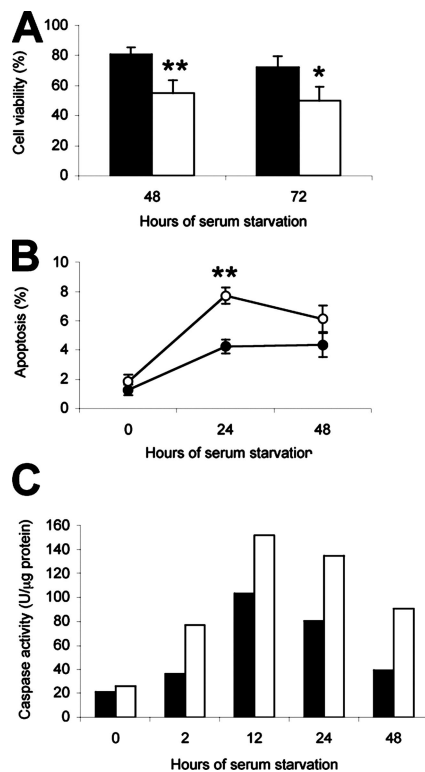 A
100
80
60
40
20
0
Cell viability (%)
**
*
48 72
Hours of serum starvation
B
10
8
6
4
2
0
Apoptosis (%)
**
0 24 48
Hours of serum starvation
C
160
140
120
100
80
60
40
20
0
Caspase activity (U/µg protein)
0 2 12 24 48
Hours of serum starvation